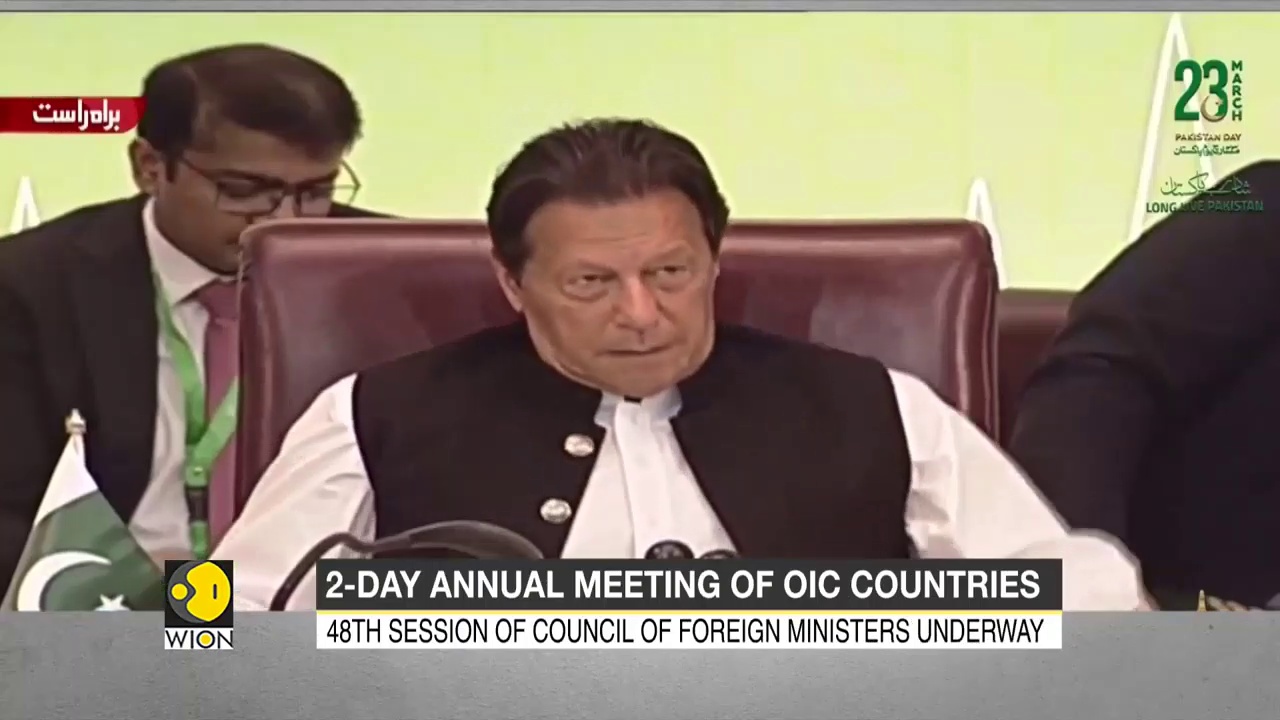 براہ راست
23
MARCH
PAKISTAN DAY
LONG LIVE PAKISTAN
WION
2-DAY ANNUAL MEETING OF OIC COUNTRIES
48TH SESSION OF COUNCIL OF FOREIGN MINISTERS UNDERWAY